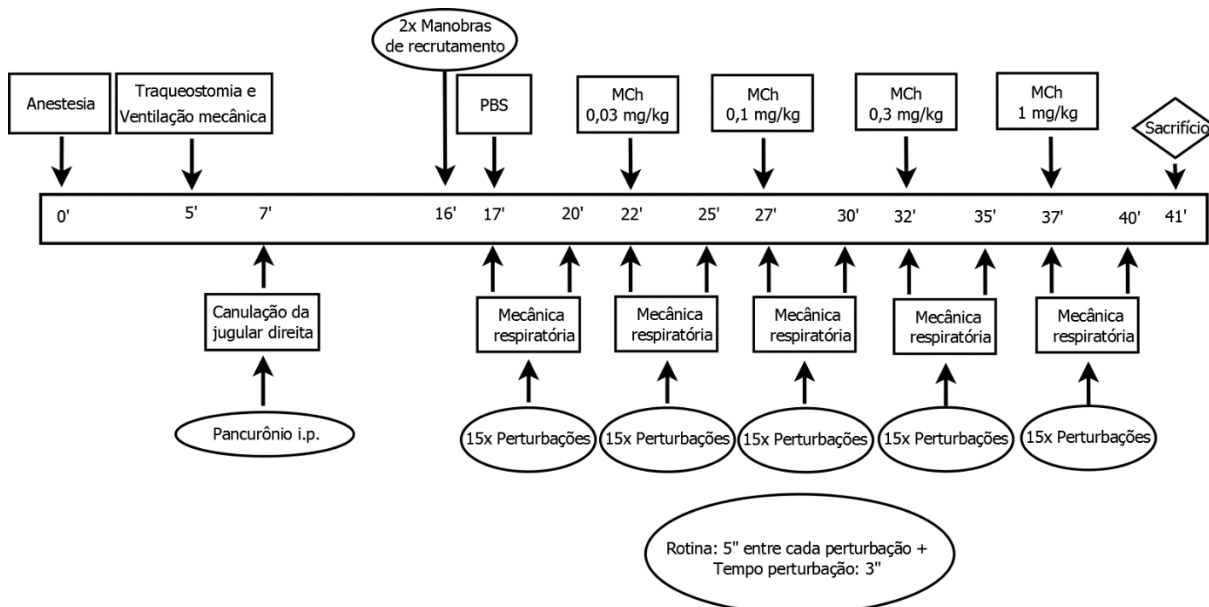 2x Manobras
de recrutamento
Anestesia
Traqueostomia e
Ventilação mecânica
PBS
MCh
0,03 mg/kg
MCh
0,1 mg/kg
MCh
0,3 mg/kg
MCh
1 mg/kg
Sacrifício
0' 5' 7' 16' 17' 20' 22' 25' 27' 30' 32' 35' 37' 40' 41'
Canulação da
jugular direita
Mecânica
respiratória
Mecânica
respiratória
Mecânica
respiratória
Mecânica
respiratória
Mecânica
respiratória
Pancurônio i.p.
15x Perturbações
15x Perturbações
15x Perturbações
15x Perturbações
15x Perturbações
Rotina: 5" entre cada perturbação +
Tempo perturbação: 3"